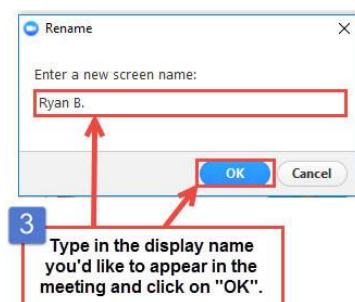 Rename
Enter a new screen name:
Ryan B.
OK Cancel
3
Type in the display name
you'd like to appear in the
meeting and click on "OK".